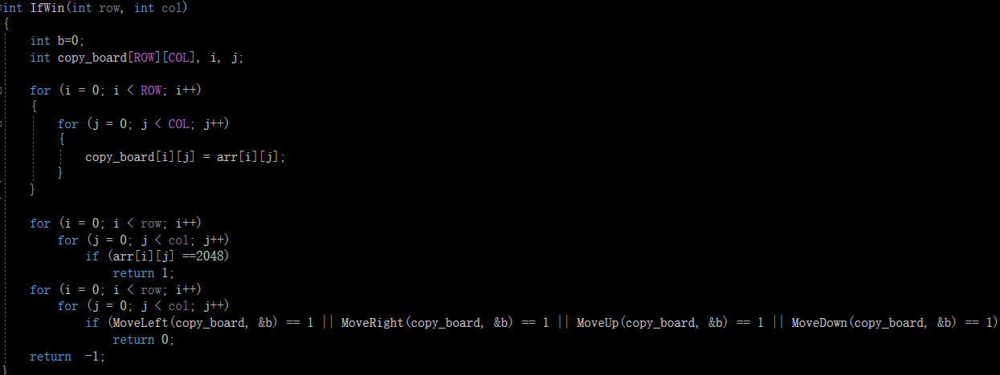 int IfWin(int row, int col)
{
int b=0;
int copy_board[ROW][COL], i, j;
for (i = 0; i < ROW; i++)
{
for (j = 0; j < COL; j++)
{
copy_board[i][j] = arr[i][j];
}
}
for (i = 0; i < row; i++)
for (j = 0; j < col; j++)
if (arr[i][j] ==2048)
return 1;
for (i = 0; i < row; i++)
for (j = 0; j < col; j++)
if (MoveLeft(copy_board, &b) == 1 || MoveRight(copy_board, &b) == 1 || MoveUp(copy_board, &b) == 1 || MoveDown(copy_board, &b) == 1)
return 0;
return  -1;
}